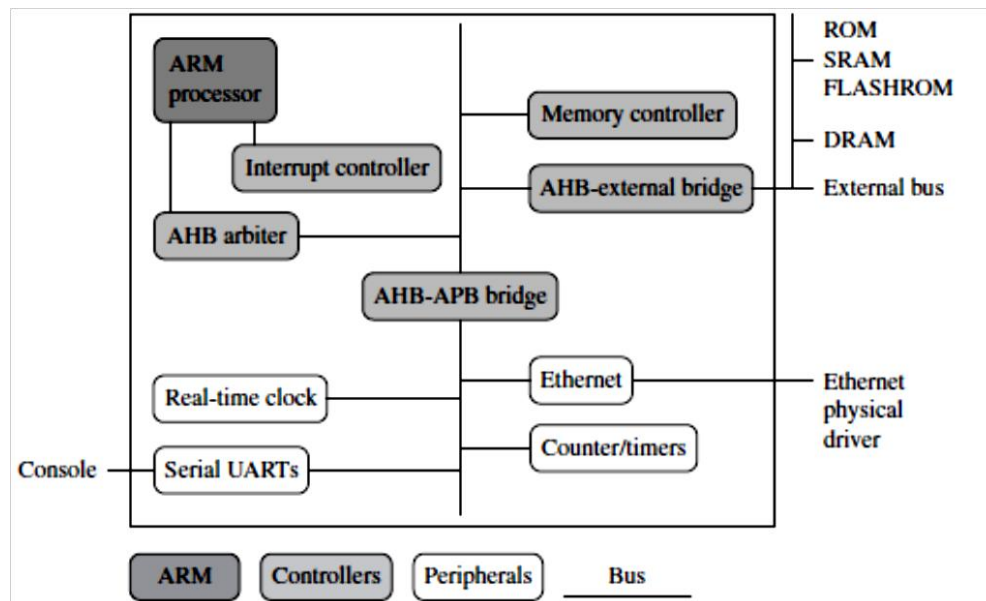 ROM
SRAM
FLASHROM
DRAM
External bus
ARM
processor
Interrupt controller
AHB arbiter
Memory controller
AHB-external bridge
AHB-APB bridge
Real-time clock
Ethernet
Ethernet
physical
driver
Counter/timers
Console
Serial UARTs
ARM
Controllers
Peripherals
Bus